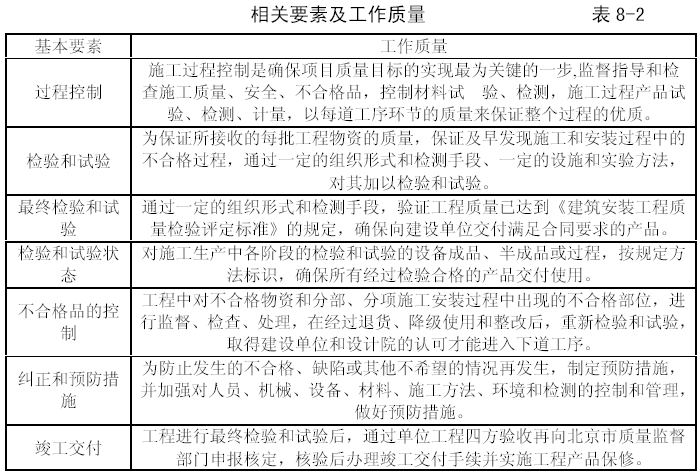 相关要素及工作质量 表 8-2
基本要素 工作质量
过程控制
施工过程控制是确保项目质量目标的实现最为关键的一步,监督指导和检
查施工质量、安全、不合格品，控制材料试 验、检测，施工过程产品试
验、检测、计量，以每道工序环节的质量来保证整个过程的优质。
检验和试验
为保证所接收的每批工程物资的质量，保证及早发现施工和安装过程中的
不合格过程，通过一定的组织形式和检测手段、一定的设施和实验方法，
对其加以检验和试验。
最终检验和试
验
通过一定的组织形式和检测手段，验证工程质量已达到《建筑安装工程质
量检验评定标准》的规定，确保向建设单位交付满足合同要求的产品。
检验和试验状
态
对施工生产中各阶段的检验和试验的设备成品、半成品或过程，按规定方
法标识，确保所有经过检验合格的产品交付使用。
不合格品的控
制
工程中对不合格物资和分部、分项施工安装过程中出现的不合格部位，进
行监督、检查、处理，在经过退货、降级使用和整改后，重新检验和试验，
取得建设单位和设计院的认可才能进入下道工序。
纠正和预防措
施
为防止发生的不合格、缺陷或其他不希望的情况再发生，制定预防措施，
并加强对人员、机械、设备、材料、施工方法、环境和检测的控制和管理，
做好预防措施。
竣工交付
工程进行最终检验和试验后，通过单位工程四方验收再向北京市质量监督
部门申报核定，核验后办理竣工交付手续并实施工程产品保修。